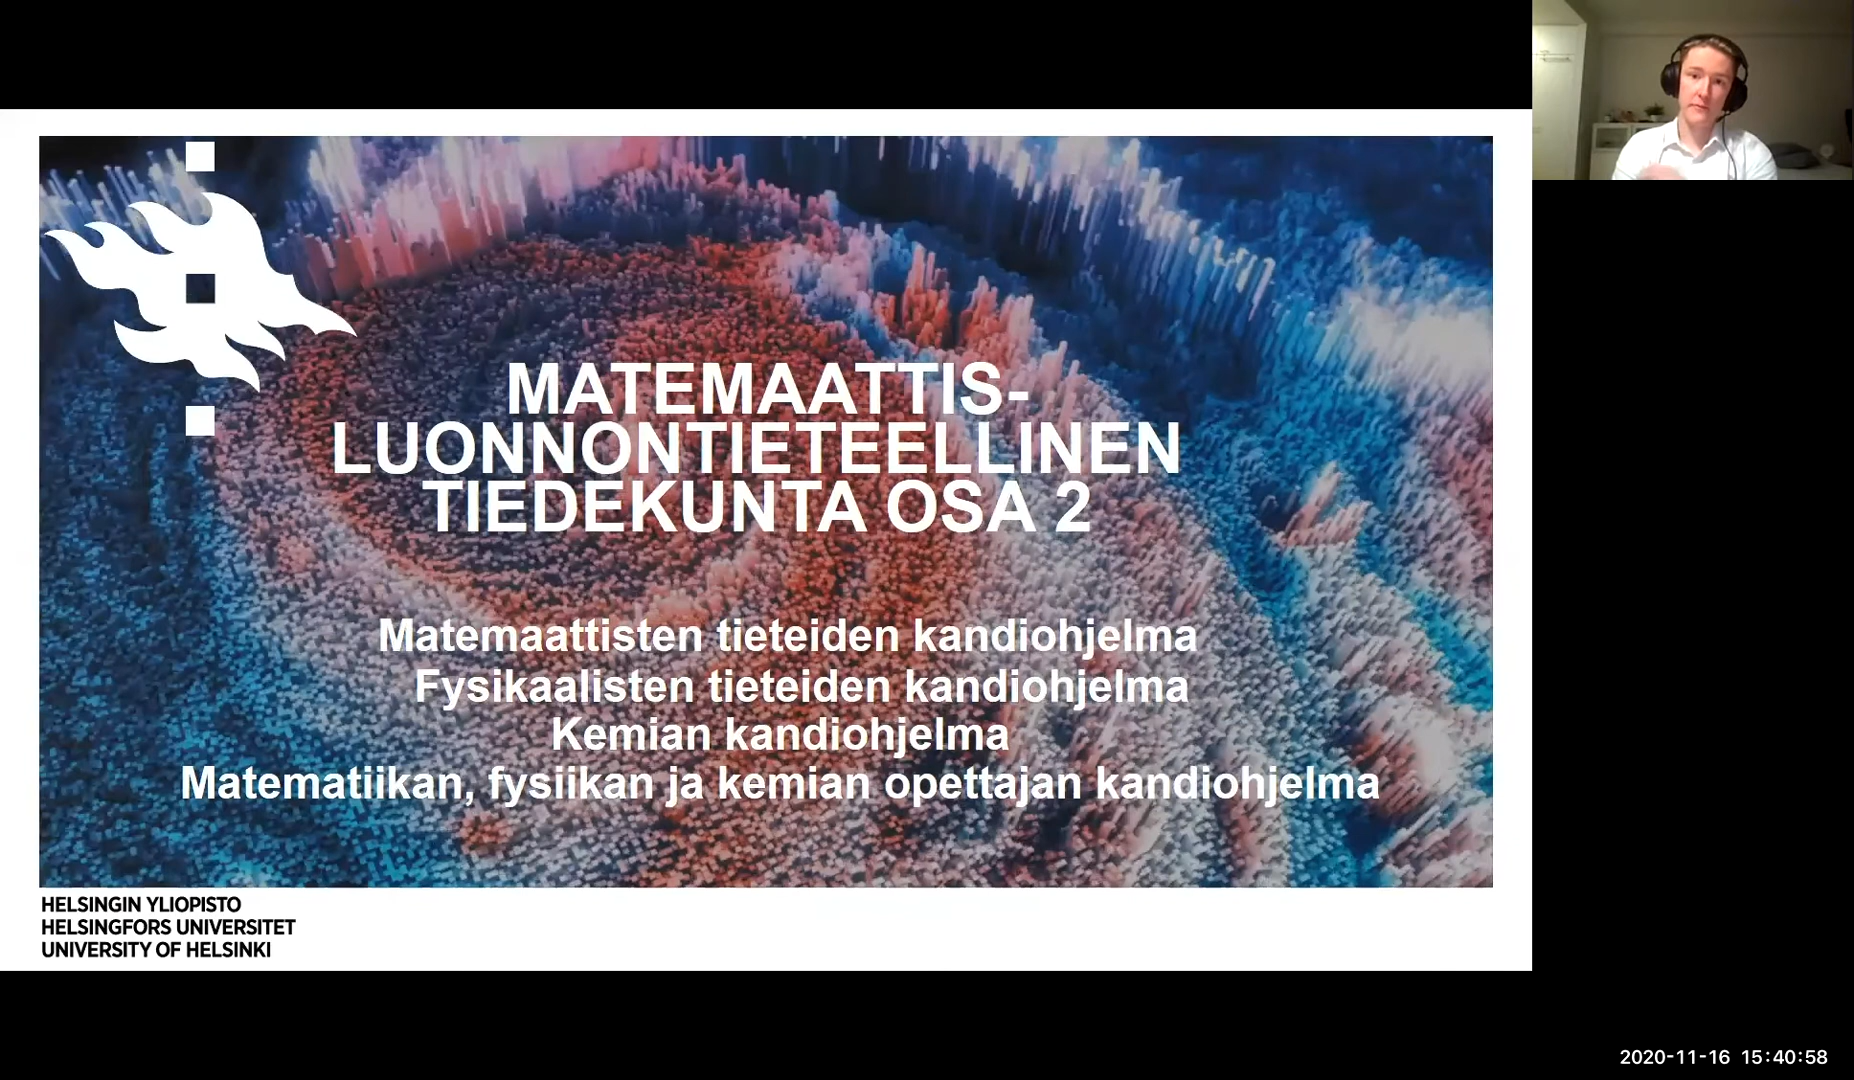 MATEMAATTIS-
LUONNONTIETEELLINEN
TIEDEKUNTA OSA 2
Matemaattisten tieteiden kandiohjelma
Fysikaalisten tieteiden kandiohjelma
Kemian kandiohjelma
Matematiikan, fysiikan ja kemian opettajan kandiohjelma
HELSINGIN YLIOPISTO
HELSINGFORS UNIVERSITET
UNIVERSITY OF HELSINKI
2020-11-16 15:40:58